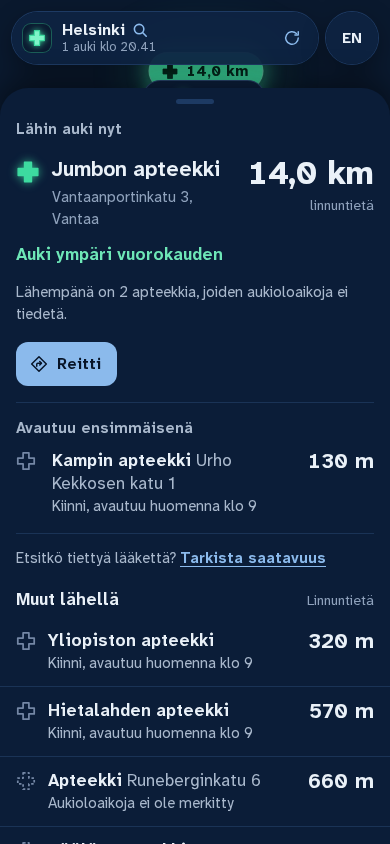 Helsinki
1 auki klo 20.41
EN
14,0 km
Lähin auki nyt
Jumbon apteekki
14,0 km
Vantaanportinkatu 3,
Vantaa
linnuntietä
Auki ympäri vuorokauden
Lähempänä on 2 apteekkia, joiden aukioloaikoja ei
tiedetä.
Reitti
Avautuu ensimmäisenä
Kampin apteekki Urho
Kekkosen katu 1
130 m
Kiinni, avautuu huomenna klo 9
Etsitkö tiettyä lääkettä? Tarkista saatavuus
Muut lähellä
Linnuntietä
Yliopiston apteekki
320 m
Kiinni, avautuu huomenna klo 9
Hietalahden apteekki
570 m
Kiinni, avautuu huomenna klo 9
Apteekki Runeberginkatu 6
660 m
Aukioloaikoja ei ole merkitty